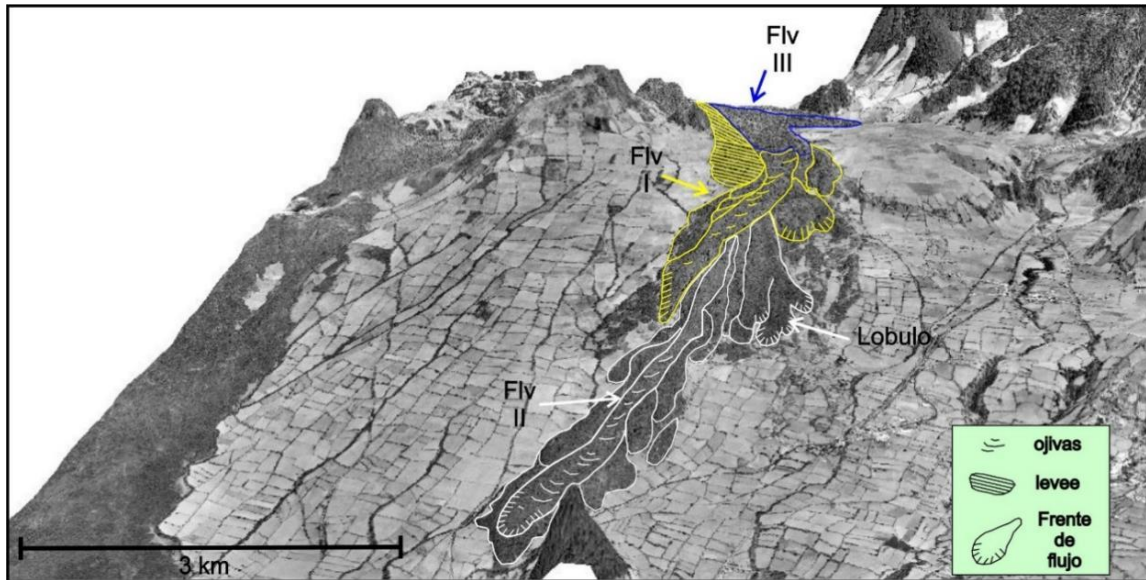 Flv
III
Flv
I
Lobulo
Flv
II
3 km
ojivas
levee
Frente
de
flujo